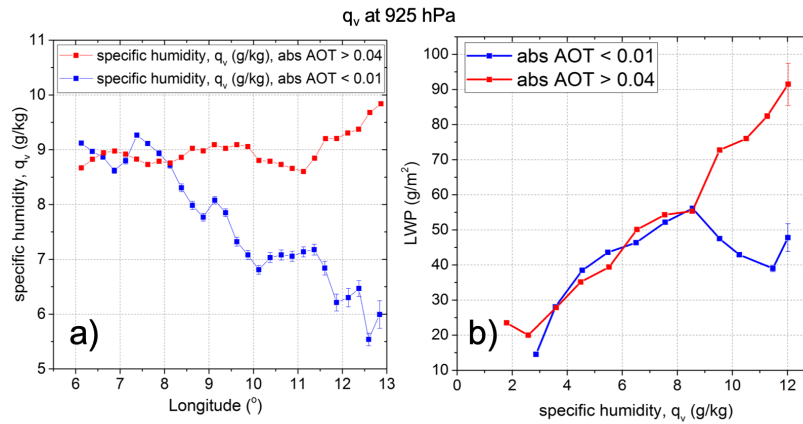 qv at 925 hPa
specific humidity, qv (g/kg), abs AOT > 0.04
specific humidity, qv (g/kg), abs AOT < 0.01
11
10
9
8
7
6
5
specific humidity, qv (g/kg)
a)
6 7 8 9 10 11 12 13
Longitude (o)
abs AOT < 0.01
abs AOT > 0.04
100
90
80
70
60
50
40
30
20
10
LWP (g/m2)
b)
0 2 4 6 8 10 12
specific humidity, qv (g/kg)